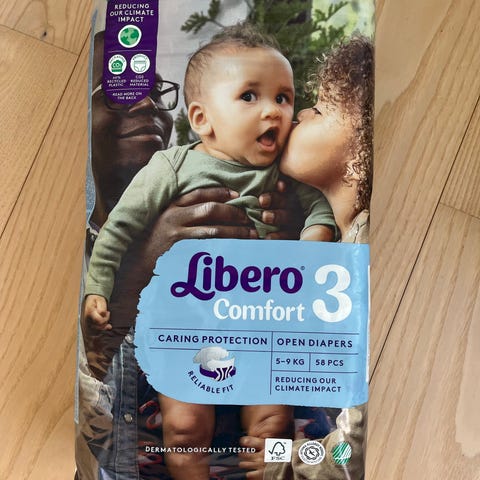 REDUCING
OUR CLIMATE
IMPACT
READ MORE ON
THE BACK
Libero
Comfort 3
CARING PROTECTION
OPEN DIAPERS
5-9 KG
58 PCS
RELIABLE FIT
REDUCING OUR
CLIMATE IMPACT
DERMATOLOGICALLY TESTED
FSC